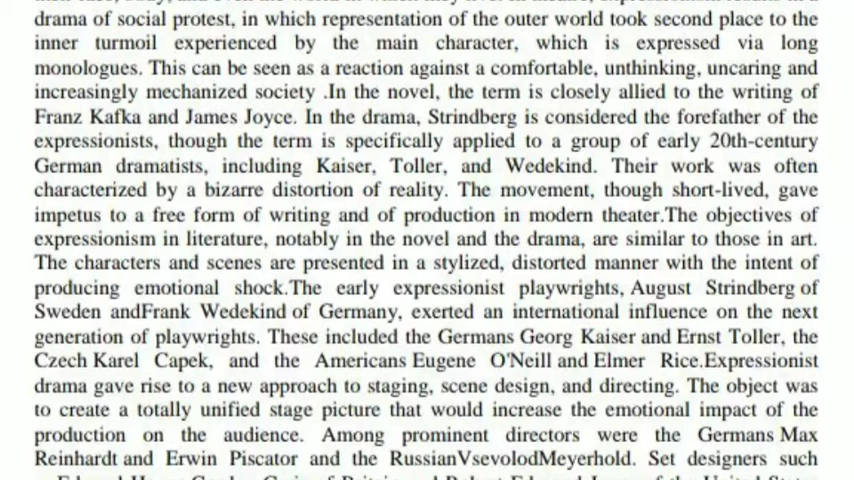 drama of social protest, in which representation of the outer world took second place to the
inner turmoil experienced by the main character, which is expressed via long
monologues. This can be seen as a reaction against a comfortable, unthinking, uncaring and
increasingly mechanized society .In the novel, the term is closely allied to the writing of
Franz Kafka and James Joyce. In the drama, Strindberg is considered the forefather of the
expressionists, though the term is specifically applied to a group of early 20th-century
German dramatists, including Kaiser, Toller, and Wedekind. Their work was often
characterized by a bizarre distortion of reality. The movement, though short-lived, gave
impetus to a free form of writing and of production in modern theater.The objectives of
expressionism in literature, notably in the novel and the drama, are similar to those in art.
The characters and scenes are presented in a stylized, distorted manner with the intent of
producing emotional shock.The early expressionist playwrights, August Strindberg of
Sweden andFrank Wedekind of Germany, exerted an international influence on the next
generation of playwrights. These included the Germans Georg Kaiser and Ernst Toller, the
Czech Karel Capek, and the Americans Eugene O'Neill and Elmer Rice.Expressionist
drama gave rise to a new approach to staging, scene design, and directing. The object was
to create a totally unified stage picture that would increase the emotional impact of the
production on the audience. Among prominent directors were the Germans Max
Reinhardt and Erwin Piscator and the RussianVsevolodMeyerhold. Set designers such